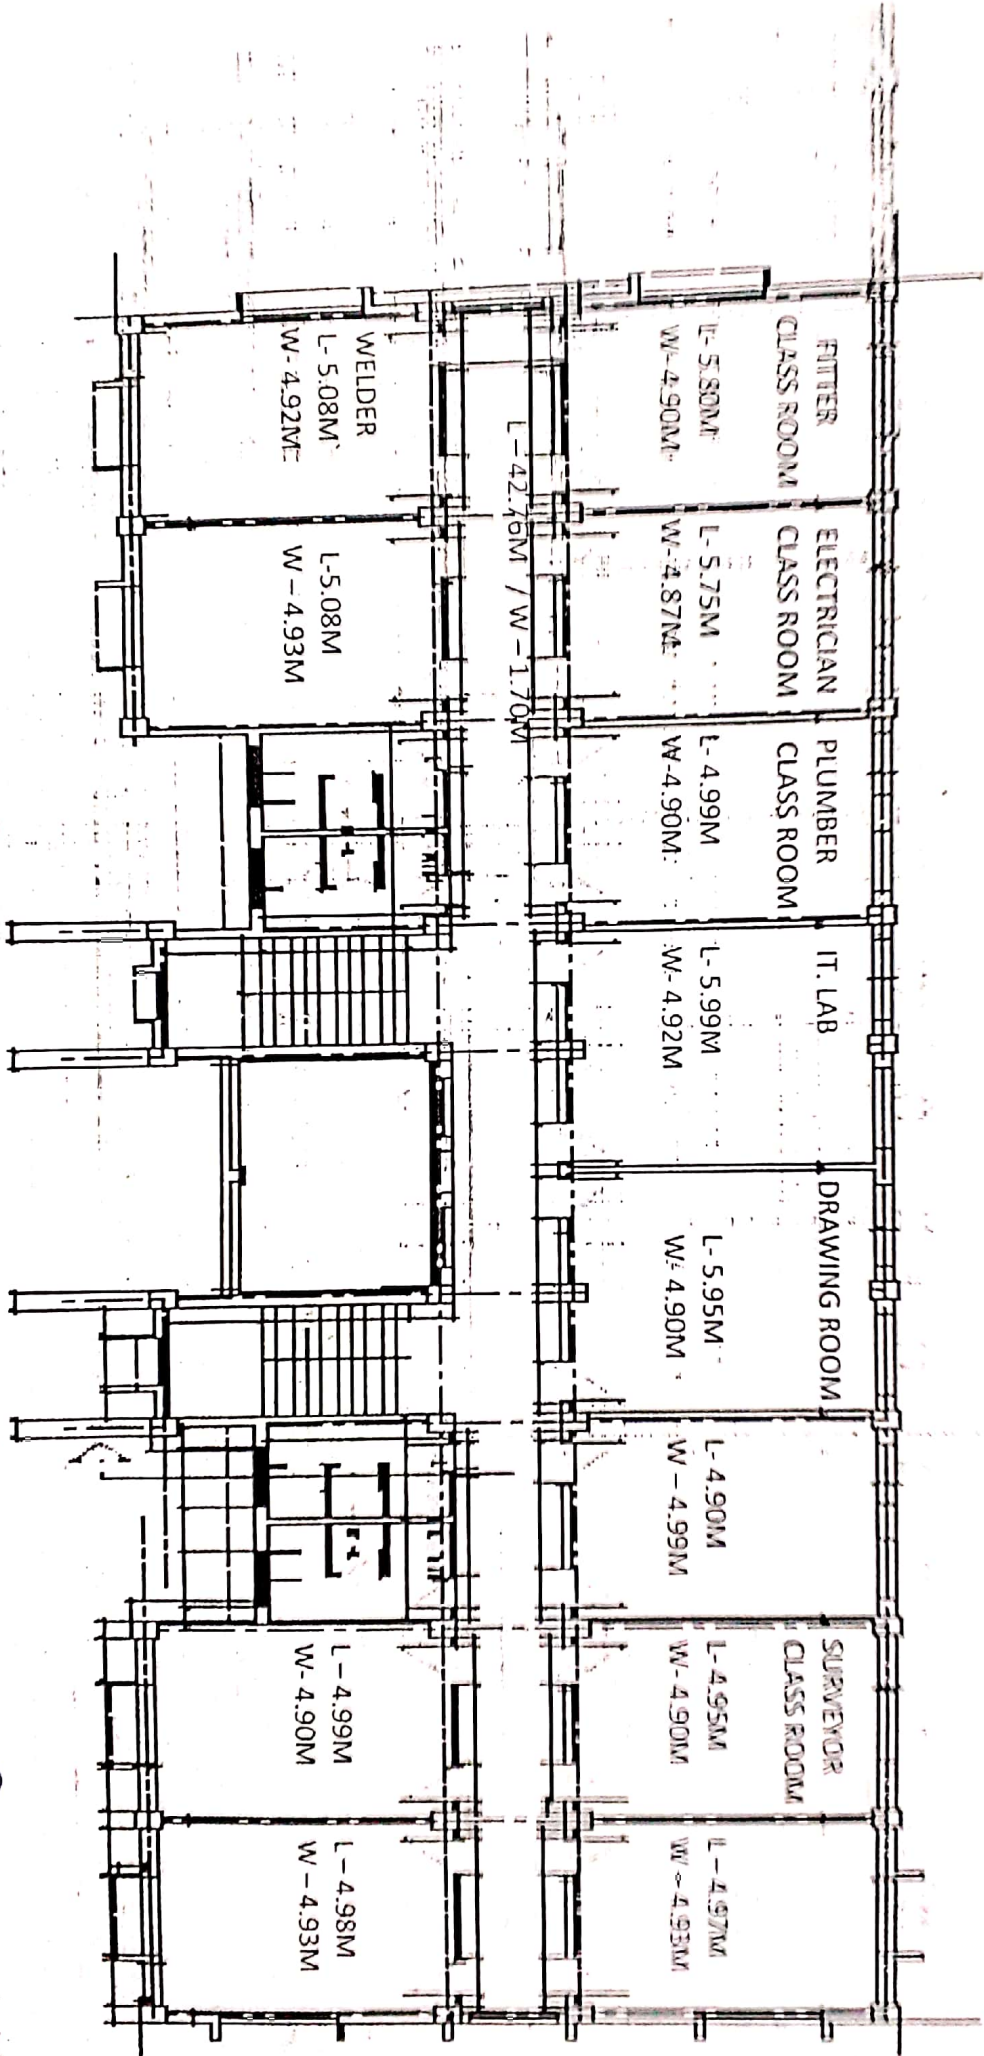 FITTER
CLASS ROOM
L-5.80M
W-4.90M
ELECTRICIAN
CLASS ROOM
L-5.75M
W-4.87M
PLUMBER
CLASS ROOM
L-4.99M
W-4.90M
IT. LAB
L-5.99M
W-4.92M
DRAWING ROOM
L-5.95M
W-4.90M
L-4.90M
W-4.99M
SURVEYOR
CLASS ROOM
L-4.95M
W-4.90M
L-4.97M
W-4.93M
L-42.76M / W-1.70M
WELDER
L-5.08M
W-4.92M
L-5.08M
W-4.93M
L-4.99M
W-4.90M
L-4.98M
W-4.93M